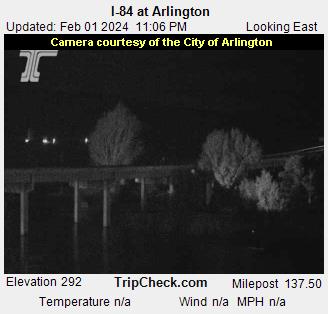 I-84 at Arlington
Updated: Feb 01 2024 11:06 PM Looking East
Camera courtesy of the City of Arlington
Elevation 292 TripCheck.com Milepost 137.50
Temperature n/a Wind n/a MPH n/a